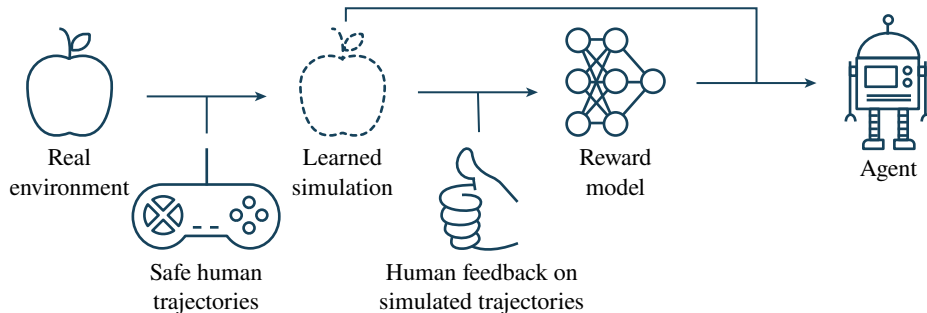 Real
environment
Learned
simulation
Reward
model
Agent
Safe human
trajectories
Human feedback on
simulated trajectories